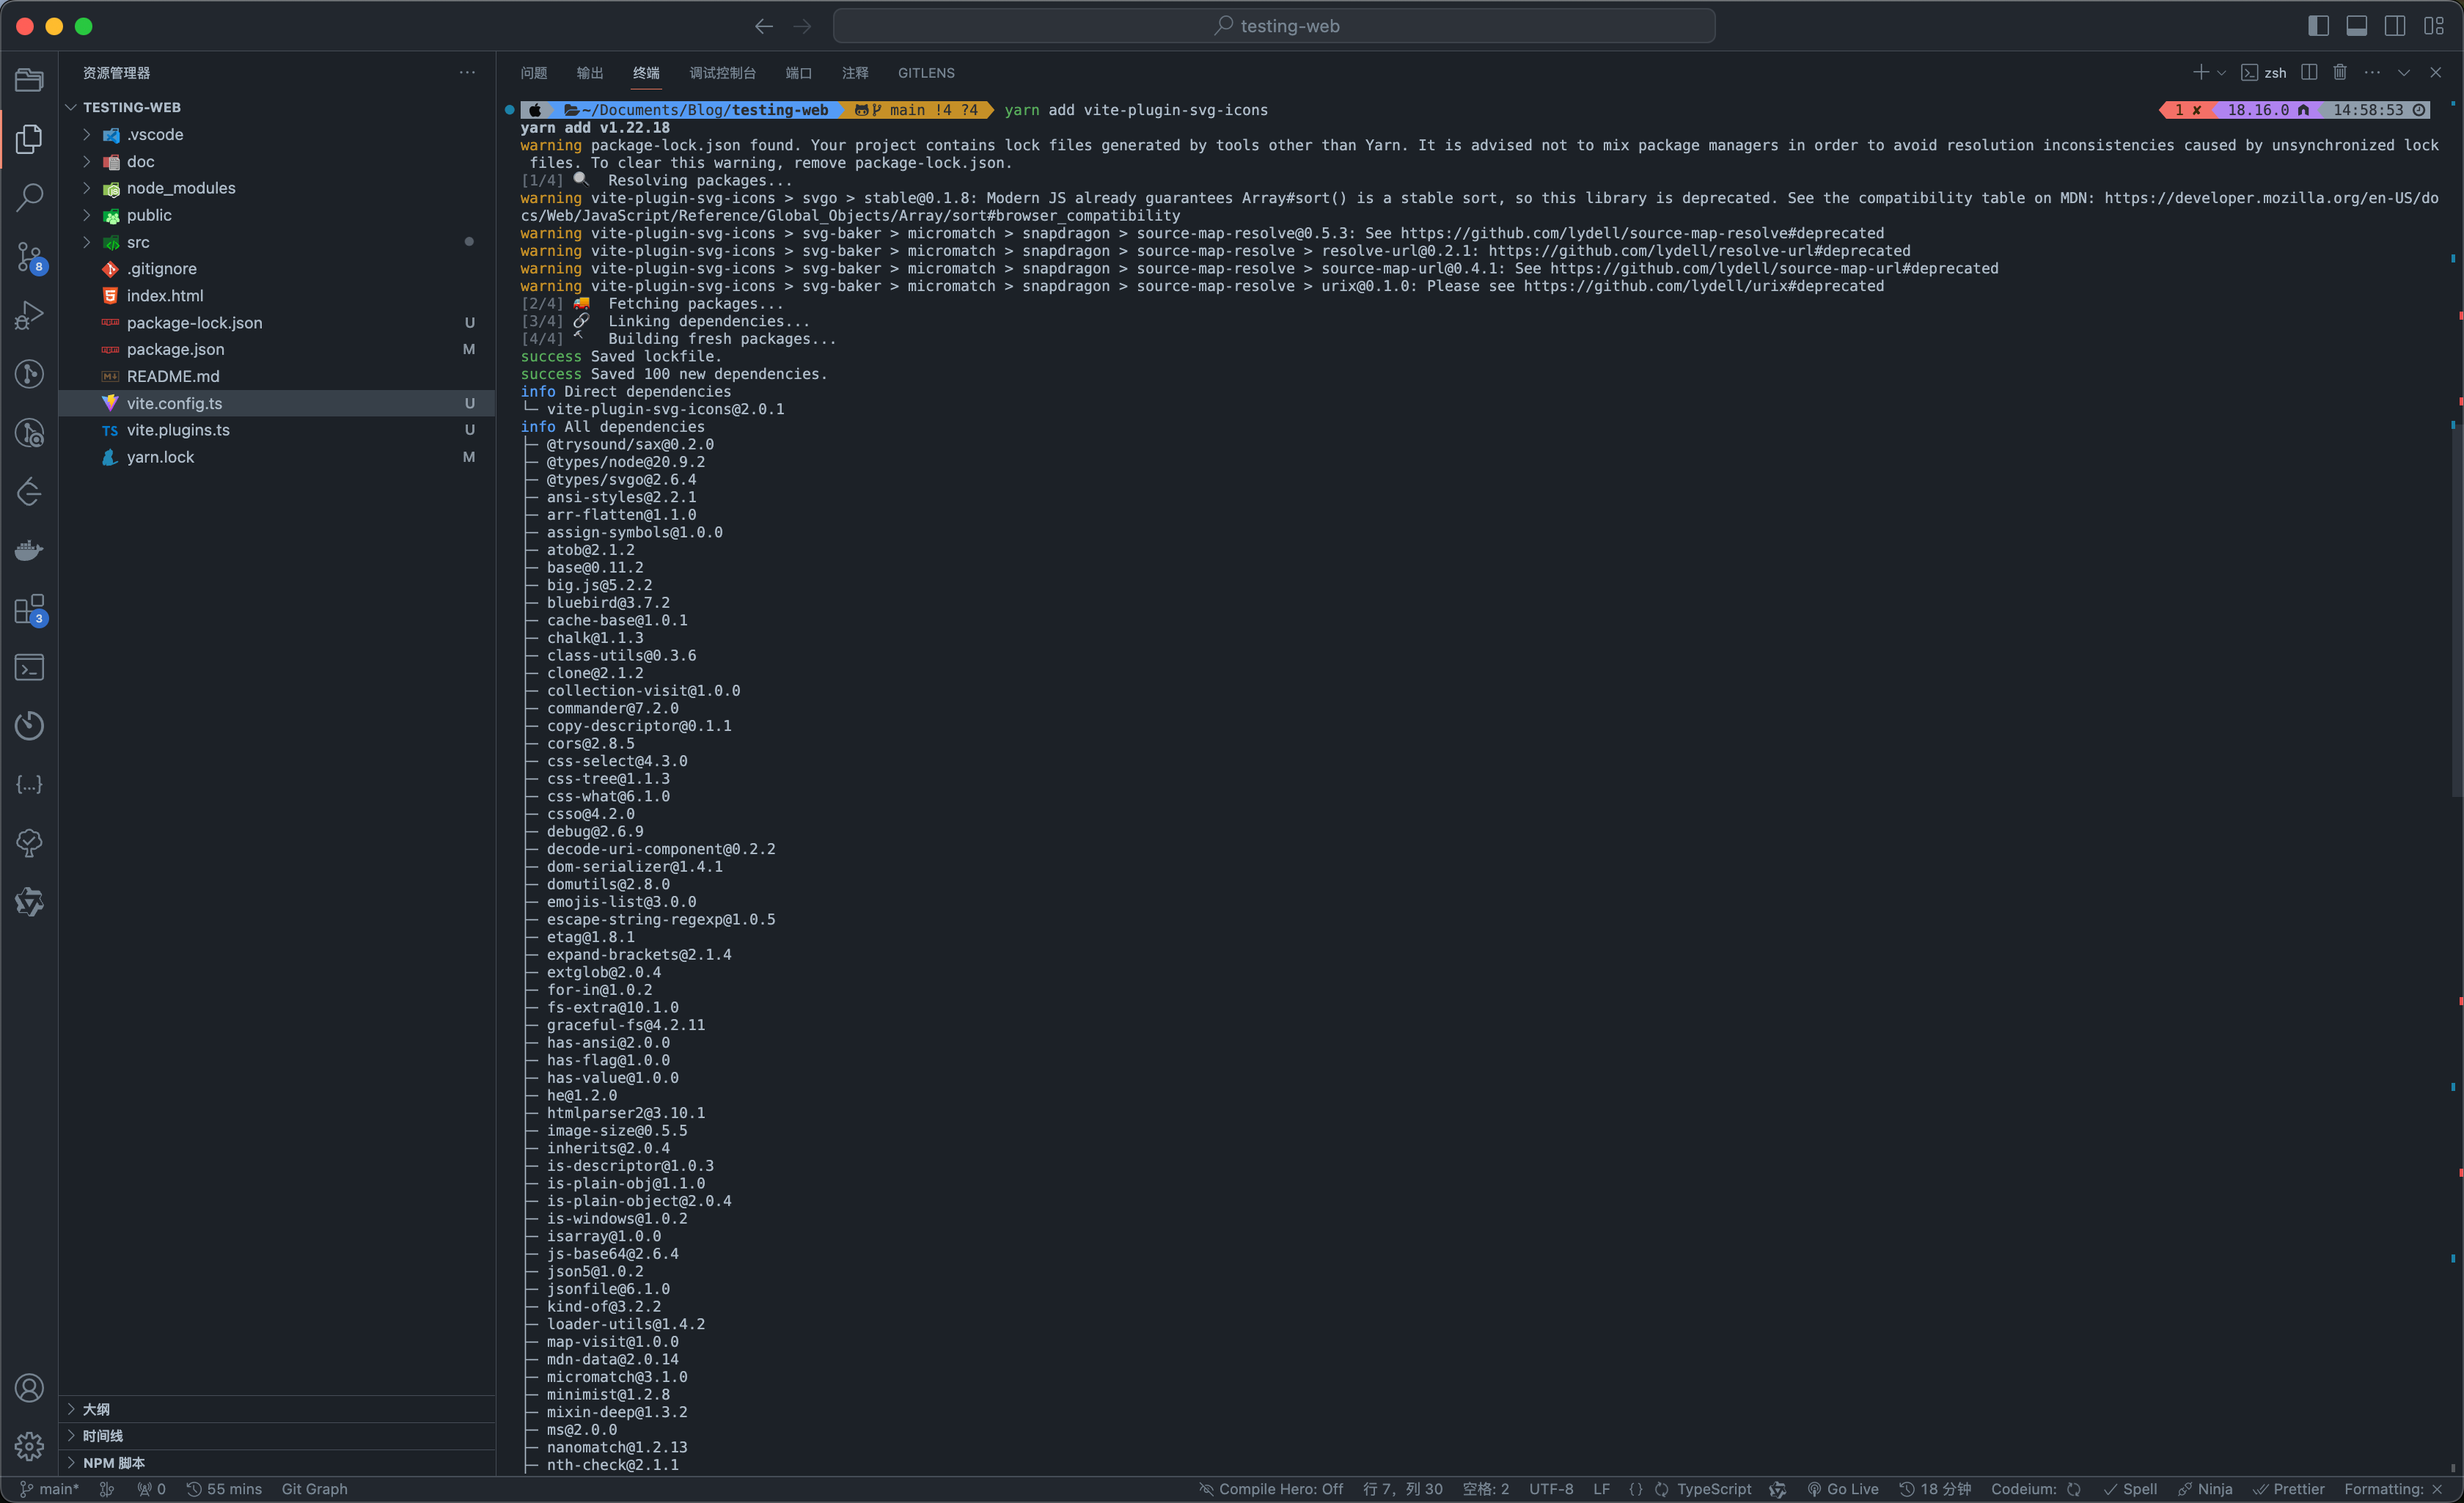 testing-web
资源管理器
TESTING-WEB
.vscode
doc
node_modules
public
src
.gitignore
index.html
package-lock.json U
package.json M
README.md
vite.config.ts U
TS vite.plugins.ts U
yarn.lock M
大纲
时间线
NPM 脚本
8
3
问题 输出 终端 调试控制台 端口 注释 GITLENS
zsh
~/Documents/Blog/testing-web main !4 ?4 yarn add vite-plugin-svg-icons 1 ✘ 18.16.0 14:58:53
yarn add v1.22.18
warning package-lock.json found. Your project contains lock files generated by tools other than Yarn. It is advised not to mix package managers in order to avoid resolution inconsistencies caused by unsynchronized lock
files. To clear this warning, remove package-lock.json.
[1/4] 🔍 Resolving packages...
warning vite-plugin-svg-icons > svgo > stable@0.1.8: Modern JS already guarantees Array#sort() is a stable sort, so this library is deprecated. See the compatibility table on MDN: https://developer.mozilla.org/en-US/do
cs/Web/JavaScript/Reference/Global_Objects/Array/sort#browser_compatibility
warning vite-plugin-svg-icons > svg-baker > micromatch > snapdragon > source-map-resolve@0.5.3: See https://github.com/lydell/source-map-resolve#deprecated
warning vite-plugin-svg-icons > svg-baker > micromatch > snapdragon > source-map-resolve > resolve-url@0.2.1: https://github.com/lydell/resolve-url#deprecated
warning vite-plugin-svg-icons > svg-baker > micromatch > snapdragon > source-map-resolve > source-map-url@0.4.1: See https://github.com/lydell/source-map-url#deprecated
warning vite-plugin-svg-icons > svg-baker > micromatch > snapdragon > source-map-resolve > urix@0.1.0: Please see https://github.com/lydell/urix#deprecated
[2/4] 🚚 Fetching packages...
[3/4] 🔗 Linking dependencies...
[4/4] 🔨 Building fresh packages...
success Saved lockfile.
success Saved 100 new dependencies.
info Direct dependencies
└─ vite-plugin-svg-icons@2.0.1
info All dependencies
├─ @trysound/sax@0.2.0
├─ @types/node@20.9.2
├─ @types/svgo@2.6.4
├─ ansi-styles@2.2.1
├─ arr-flatten@1.1.0
├─ assign-symbols@1.0.0
├─ atob@2.1.2
├─ base@0.11.2
├─ big.js@5.2.2
├─ bluebird@3.7.2
├─ cache-base@1.0.1
├─ chalk@1.1.3
├─ class-utils@0.3.6
├─ clone@2.1.2
├─ collection-visit@1.0.0
├─ commander@7.2.0
├─ copy-descriptor@0.1.1
├─ cors@2.8.5
├─ css-select@4.3.0
├─ css-tree@1.1.3
├─ css-what@6.1.0
├─ csso@4.2.0
├─ debug@2.6.9
├─ decode-uri-component@0.2.2
├─ dom-serializer@1.4.1
├─ domutils@2.8.0
├─ emojis-list@3.0.0
├─ escape-string-regexp@1.0.5
├─ etag@1.8.1
├─ expand-brackets@2.1.4
├─ extglob@2.0.4
├─ for-in@1.0.2
├─ fs-extra@10.1.0
├─ graceful-fs@4.2.11
├─ has-ansi@2.0.0
├─ has-flag@1.0.0
├─ has-value@1.0.0
├─ he@1.2.0
├─ htmlparser2@3.10.1
├─ image-size@0.5.5
├─ inherits@2.0.4
├─ is-descriptor@1.0.3
├─ is-plain-obj@1.1.0
├─ is-plain-object@2.0.4
├─ is-windows@1.0.2
├─ isarray@1.0.0
├─ js-base64@2.6.4
├─ json5@1.0.2
├─ jsonfile@6.1.0
├─ kind-of@3.2.2
├─ loader-utils@1.4.2
├─ map-visit@1.0.0
├─ mdn-data@2.0.14
├─ micromatch@3.1.0
├─ minimist@1.2.8
├─ mixin-deep@1.3.2
├─ ms@2.0.0
├─ nanomatch@1.2.13
├─ nth-check@2.1.1
main* 0 55 mins Git Graph Compile Hero: Off 行 7，列 30 空格: 2 UTF-8 LF {} TypeScript Go Live 18 分钟 Codeium: Spell Ninja Prettier Formatting: ×